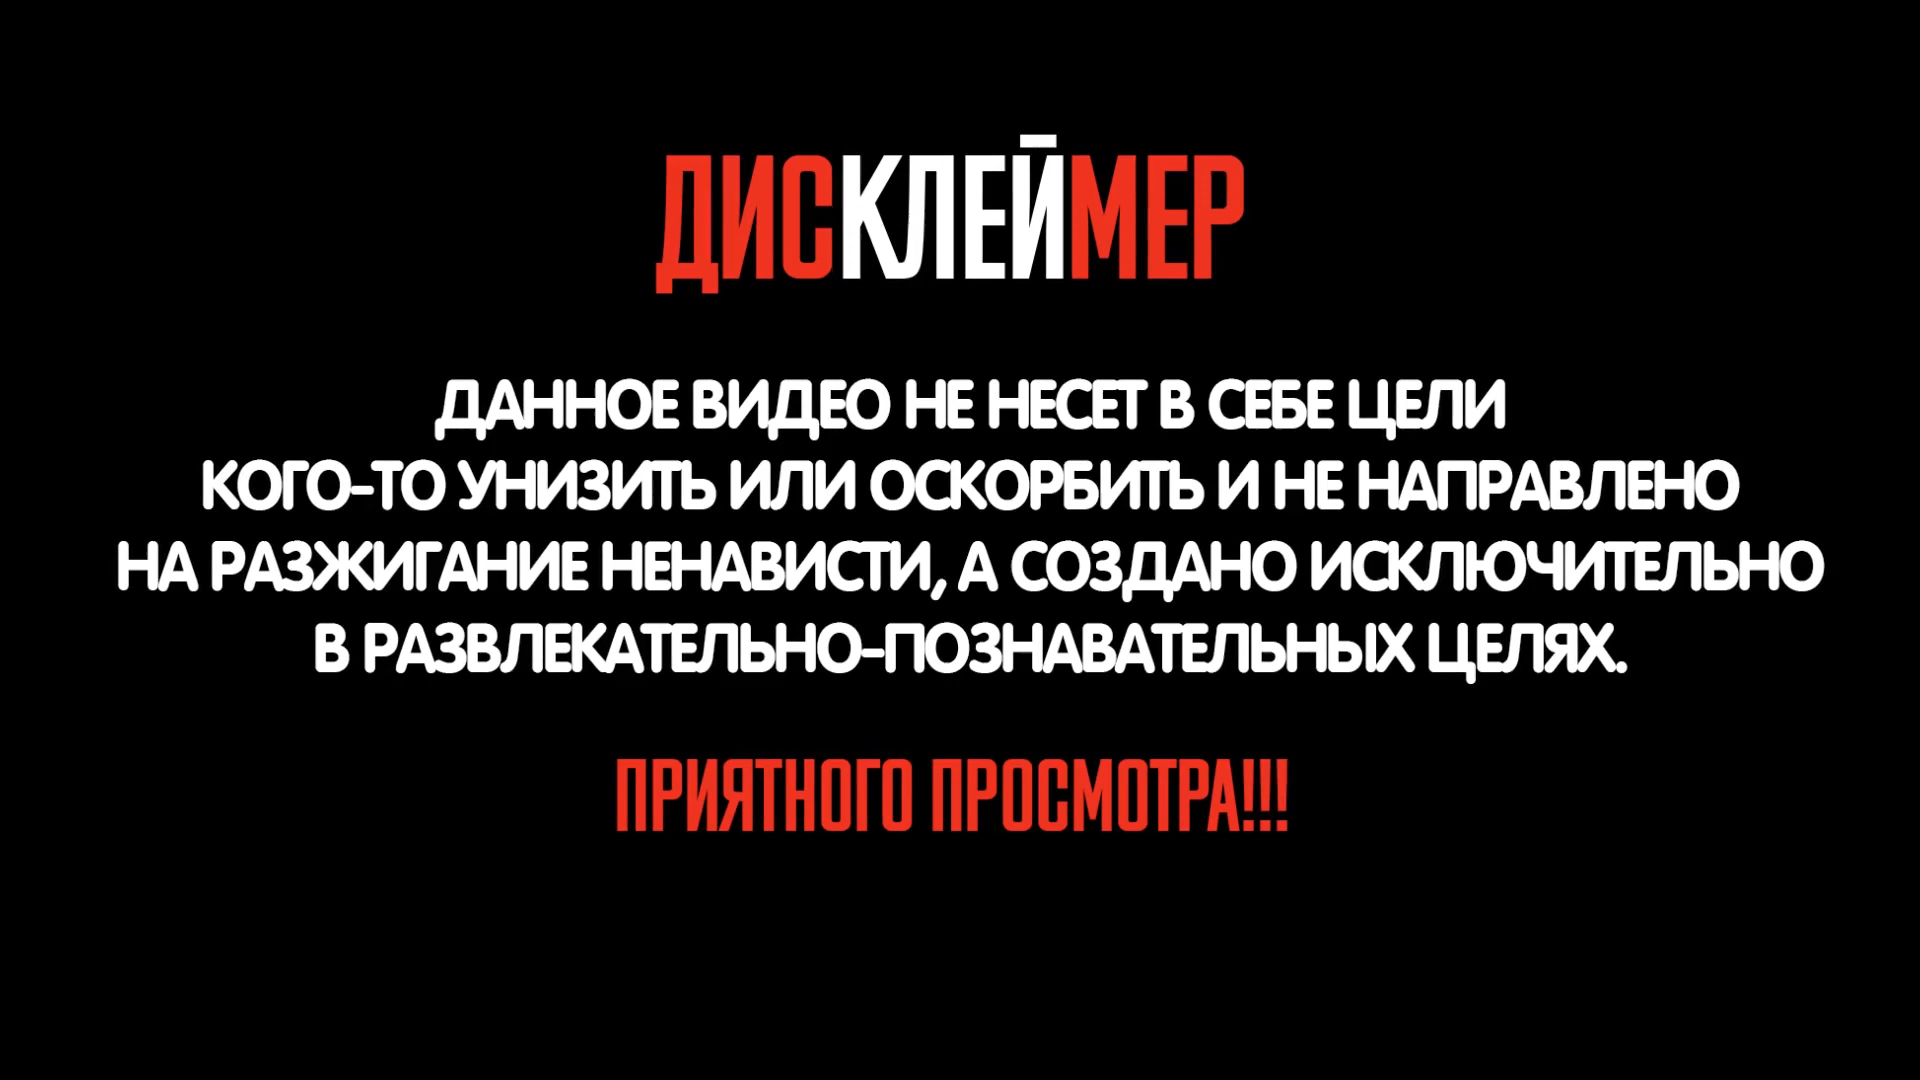 ДИСКЛЕЙМЕР
ДАННОЕ ВИДЕО НЕ НЕСЕТ В СЕБЕ ЦЕЛИ
КОГО-ТО УНИЗИТЬ ИЛИ ОСКОРБИТЬ И НЕ НАПРАВЛЕНО
НА РАЗЖИГАНИЕ НЕНАВИСТИ, А СОЗДАНО ИСКЛЮЧИТЕЛЬНО
В РАЗВЛЕКАТЕЛЬНО-ПОЗНАВАТЕЛЬНЫХ ЦЕЛЯХ.
ПРИЯТНОГО ПРОСМОТРА!!!